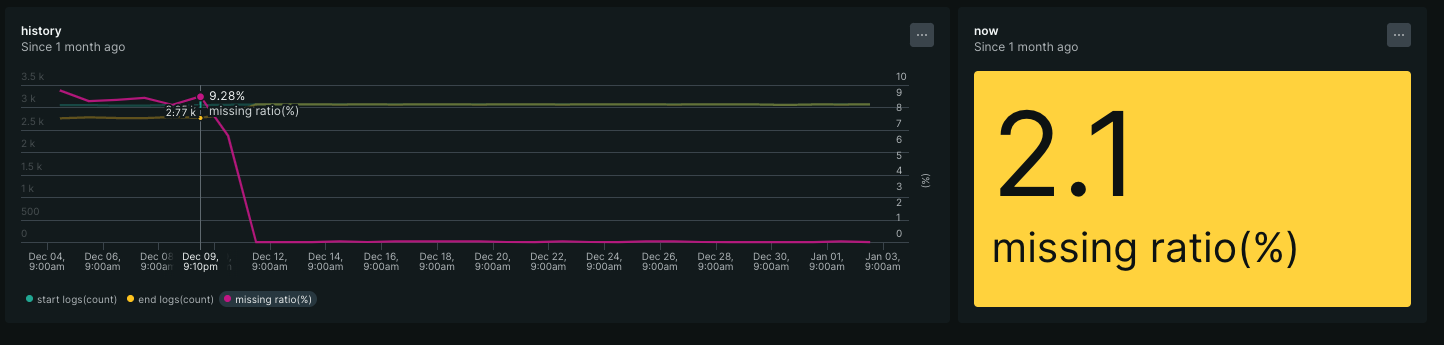 history
Since 1 month ago
...
3.5 k
3 k
2.5 k
2 k
1.5 k
1 k
500
0
9.28%
missing ratio(%)
2.77 k
10
9
8
7
6
5
4
3
2
1
0
(%)
Dec 04,
9:00am
Dec 06,
9:00am
Dec 08
9:00am
Dec 09,
9:10pm
Dec 12,
9:00am
Dec 14,
9:00am
Dec 16,
9:00am
Dec 18,
9:00am
Dec 20,
9:00am
Dec 22,
9:00am
Dec 24,
9:00am
Dec 26,
9:00am
Dec 28,
9:00am
Dec 30,
9:00am
Jan 01,
9:00am
Jan 03,
9:00am
start logs(count)
end logs(count)
missing ratio(%)
now
Since 1 month ago
...
2.1
missing ratio(%)